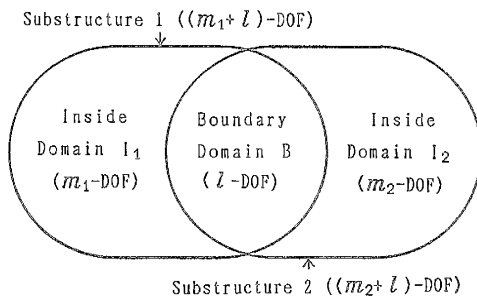 Substructure 1 ((m₁+ l)-DOF)
Inside
Domain I₁
(m₁-DOF)
Boundary
Domain B
(l-DOF)
Inside
Domain I₂
(m₂-DOF)
Substructure 2 ((m₂+ l)-DOF)